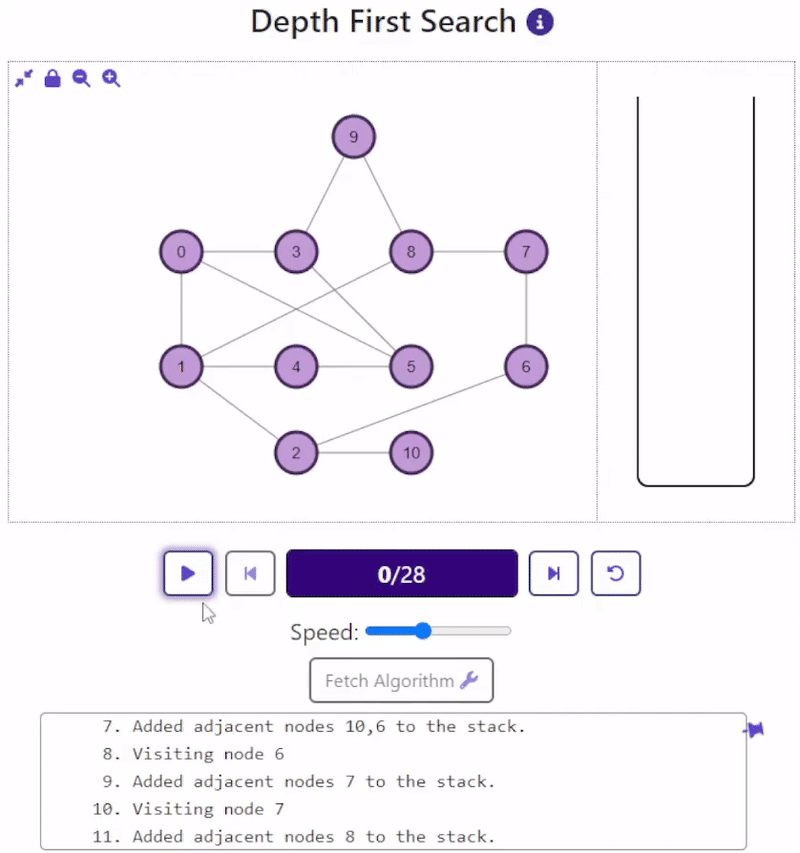 Depth First Search
9
0 3 8 7
1 4 5 6
2 10
0/28
Speed:
Fetch Algorithm
7. Added adjacent nodes 10,6 to the stack.
8. Visiting node 6
9. Added adjacent nodes 7 to the stack.
10. Visiting node 7
11. Added adjacent nodes 8 to the stack.